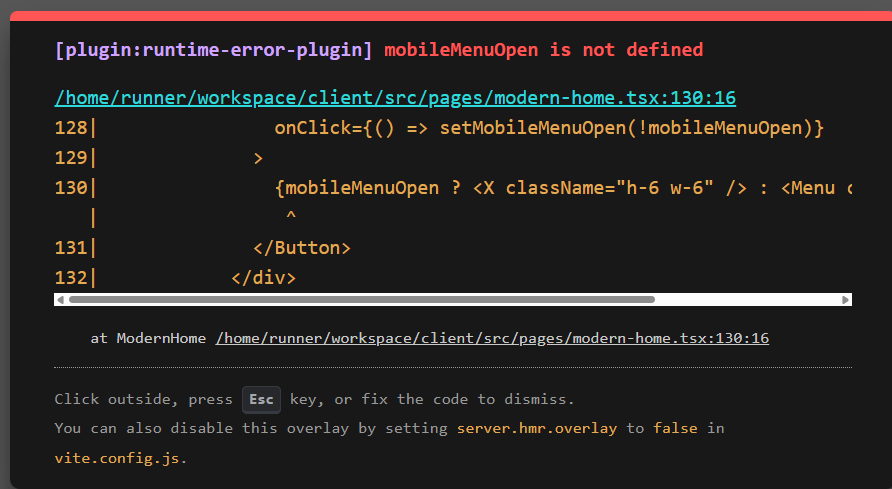 [plugin:runtime-error-plugin] mobileMenuOpen is not defined
/home/runner/workspace/client/src/pages/modern-home.tsx:130:16
128|                onClick={() => setMobileMenuOpen(!mobileMenuOpen)}
129|              >
130|                {mobileMenuOpen ? <X className="h-6 w-6" /> : <Menu
   |                 ^
131|              </Button>
132|            </div>
at ModernHome /home/runner/workspace/client/src/pages/modern-home.tsx:130:16
Click outside, press Esc key, or fix the code to dismiss.
You can also disable this overlay by setting server.hmr.overlay to false in
vite.config.js.